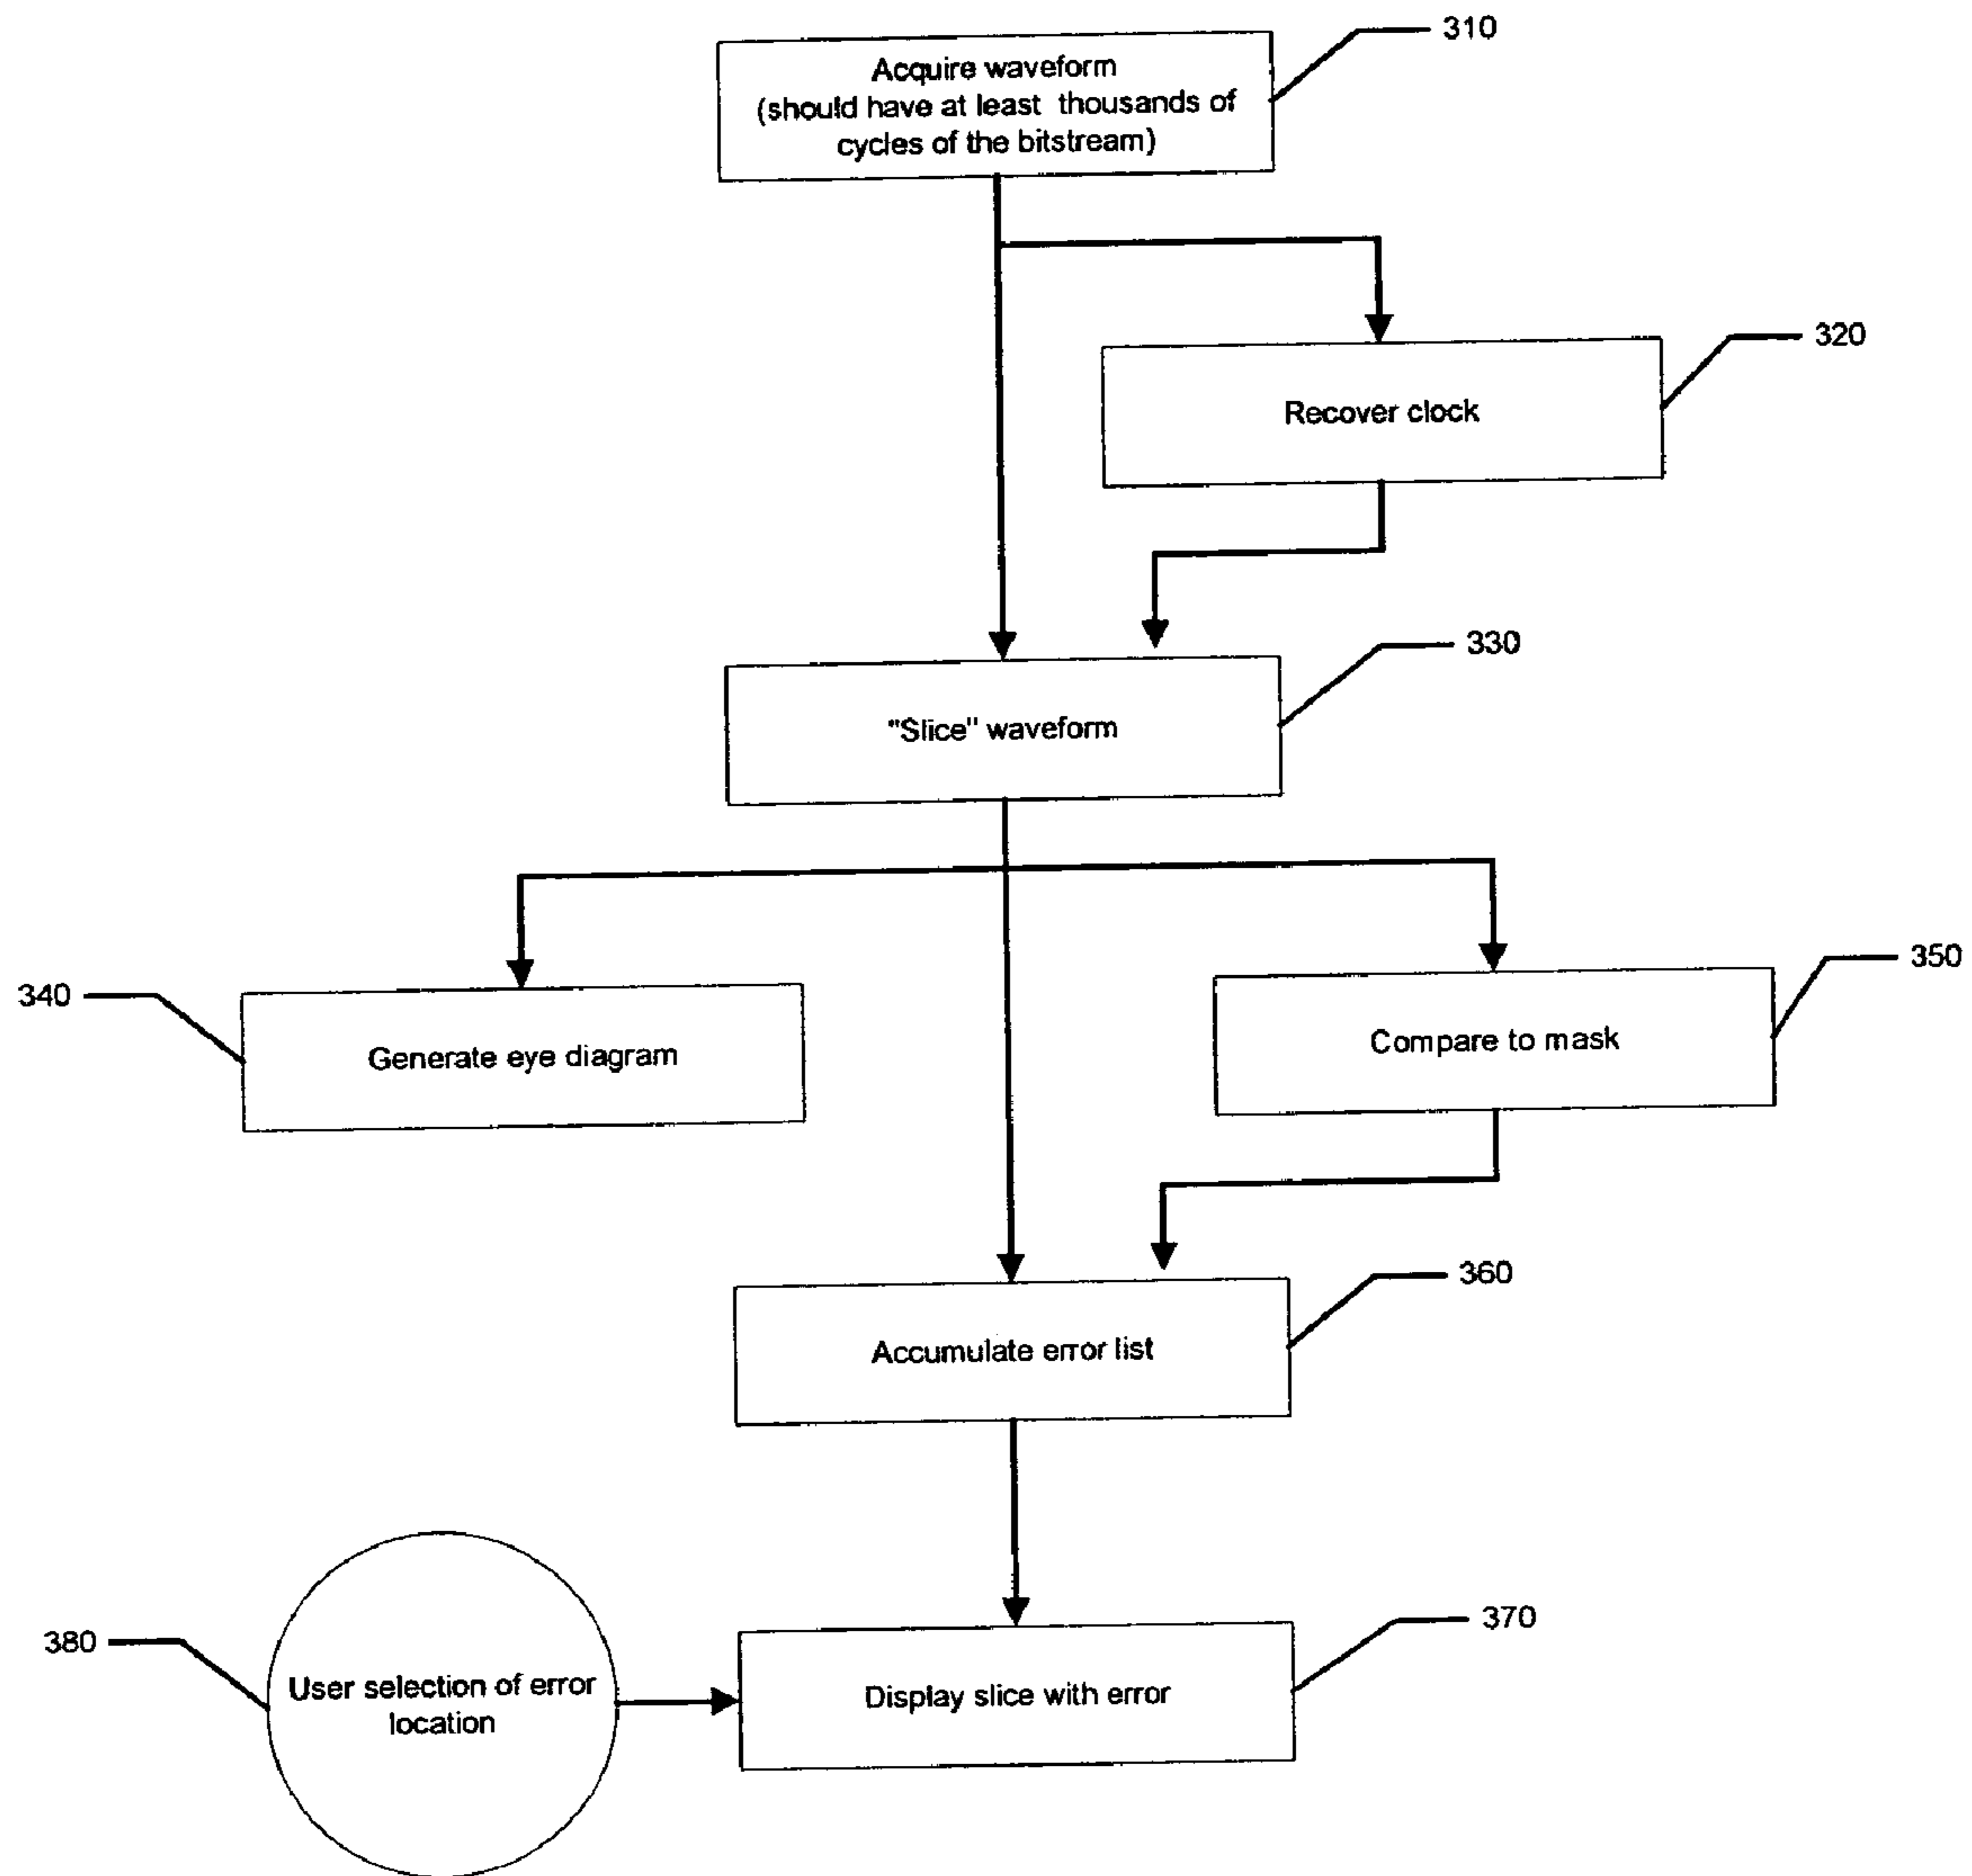 310
Acquire waveform
(should have at least thousands of
cycles of the bitstream)
320
Recover clock
330
"Slice" waveform
340
Generate eye diagram
350
Compare to mask
360
Accumulate error list
380
User selection of error
location
370
Display slice with error